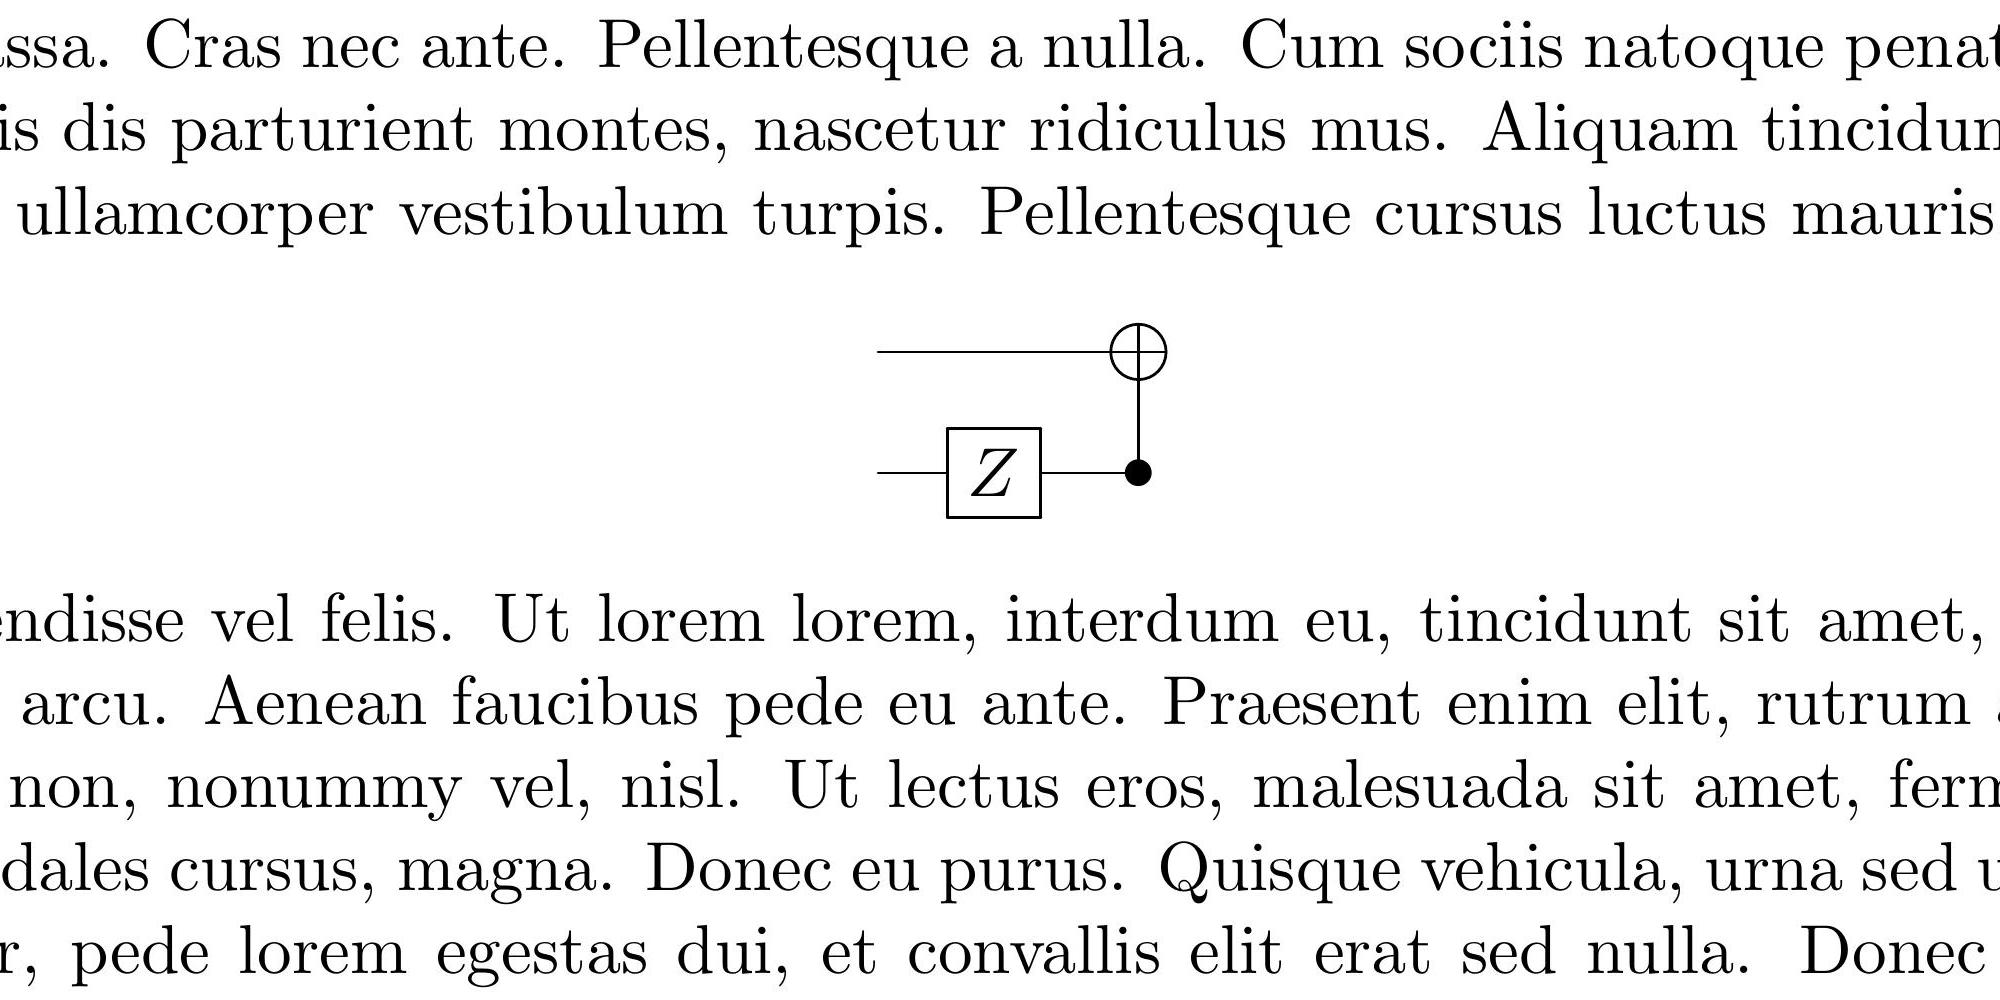 ssa. Cras nec ante. Pellentesque a nulla. Cum sociis natoque penat
is dis parturient montes, nascetur ridiculus mus. Aliquam tincidun
ullamcorper vestibulum turpis. Pellentesque cursus luctus mauris
Z
endisse vel felis. Ut lorem lorem, interdum eu, tincidunt sit amet,
arcu. Aenean faucibus pede eu ante. Praesent enim elit, rutrum
non, nonummy vel, nisl. Ut lectus eros, malesuada sit amet, ferm
dales cursus, magna. Donec eu purus. Quisque vehicula, urna sed u
r, pede lorem egestas dui, et convallis elit erat sed nulla. Donec